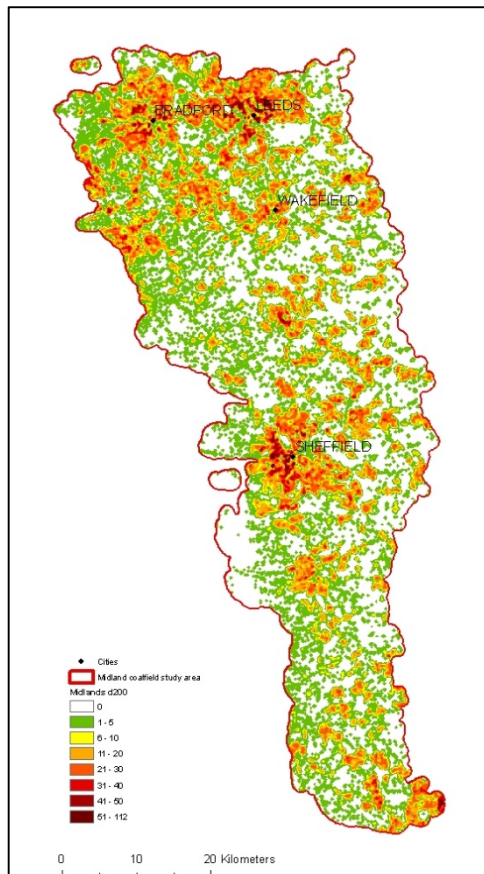 BRADFORD
LEEDS
WAKEFIELD
SHEFFIELD
Cities
Midland coalfield study area
Midlands d200
0
1 - 5
6 - 10
11 - 20
21 - 30
31 - 40
41 - 50
51 - 112
0 10 20 Kilometers